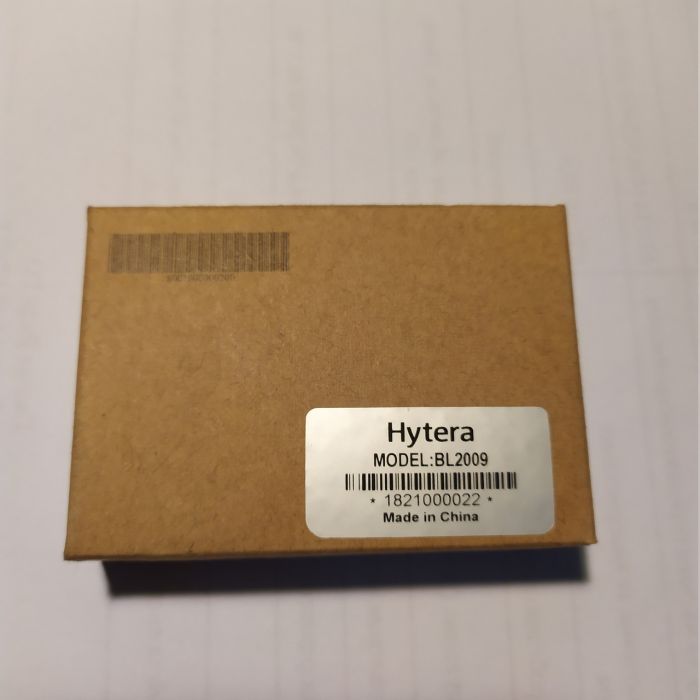 Hytera
MODEL:BL2009
* 1821000022 *
Made in China